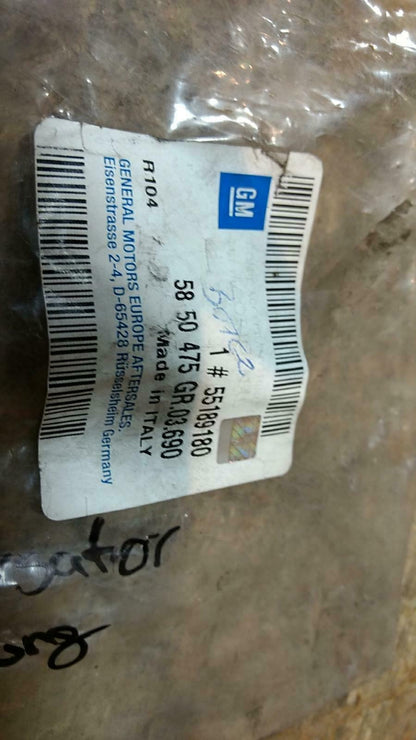 GM
1 # 55189180
58 50 475 GR.03.690
Made in ITALY
R104
GENERAL MOTORS EUROPE AFTERSALES.
Eisenstrasse 2-4, D-65428 Rüsselsheim Germany